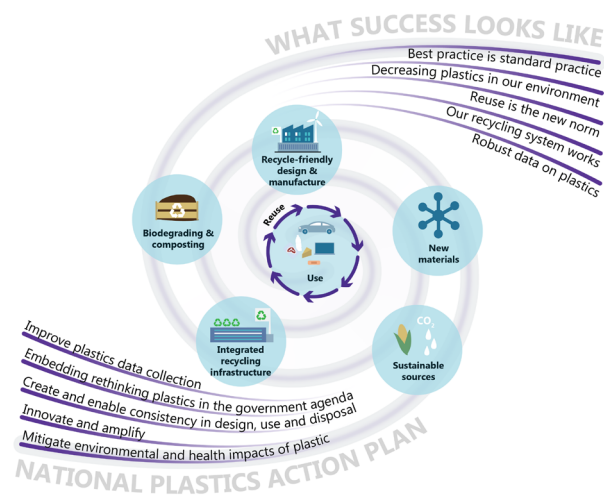 WHAT SUCCESS LOOKS LIKE
Best practice is standard practice
Decreasing plastics in our environment
Reuse is the new norm
Our recycling system works
Robust data on plastics
Recycle-friendly
design &
manufacture
Biodegrading &
composting
Reuse
Use
New
materials
Integrated
recycling
infrastructure
CO₂
Sustainable
sources
Improve plastics data collection
Embedding rethinking plastics in the government agenda
Create and enable consistency in design, use and disposal
Innovate and amplify
Mitigate environmental and health impacts of plastic
NATIONAL PLASTICS ACTION PLAN